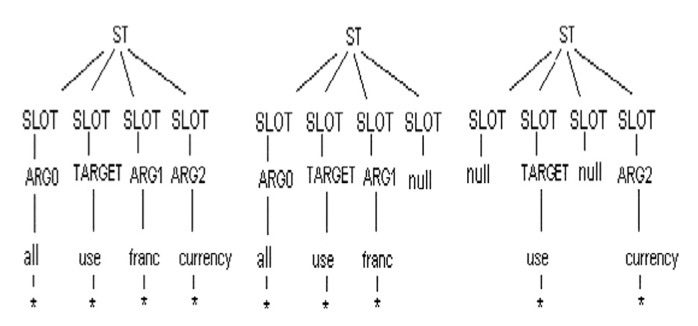 ST ST ST
SLOT SLOT SLOT SLOT SLOT SLOT SLOT SLOT SLOT SLOT SLOT SLOT
ARG0 TARGET ARG1 ARG2 ARG0 TARGET ARG1 null null TARGET null ARG2
all use franc currency all use franc use currency
* * * * * * * * *